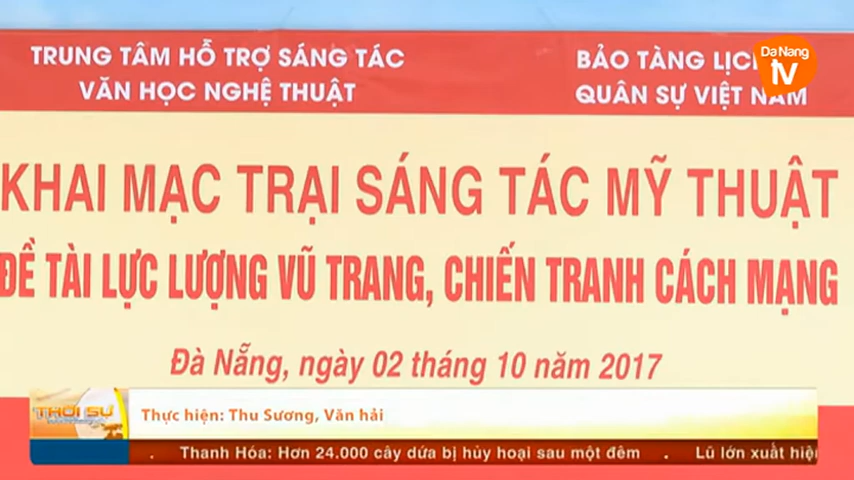 TRUNG TÂM HỖ TRỢ SÁNG TÁC
VĂN HỌC NGHỆ THUẬT
BẢO TÀNG LỊCH
QUÂN SỰ VIỆT NAM
Da Nang
tv
KHAI MẠC TRẠI SÁNG TÁC MỸ THUẬT
ĐỀ TÀI LỰC LƯỢNG VŨ TRANG, CHIẾN TRANH CÁCH MẠNG
Đà Nẵng, ngày 02 tháng 10 năm 2017
THỜI SỰ
Thực hiện: Thu Sương, Văn hải
. Thanh Hóa: Hơn 24.000 cây dứa bị hủy hoại sau một đêm . Lũ lớn xuất hiện